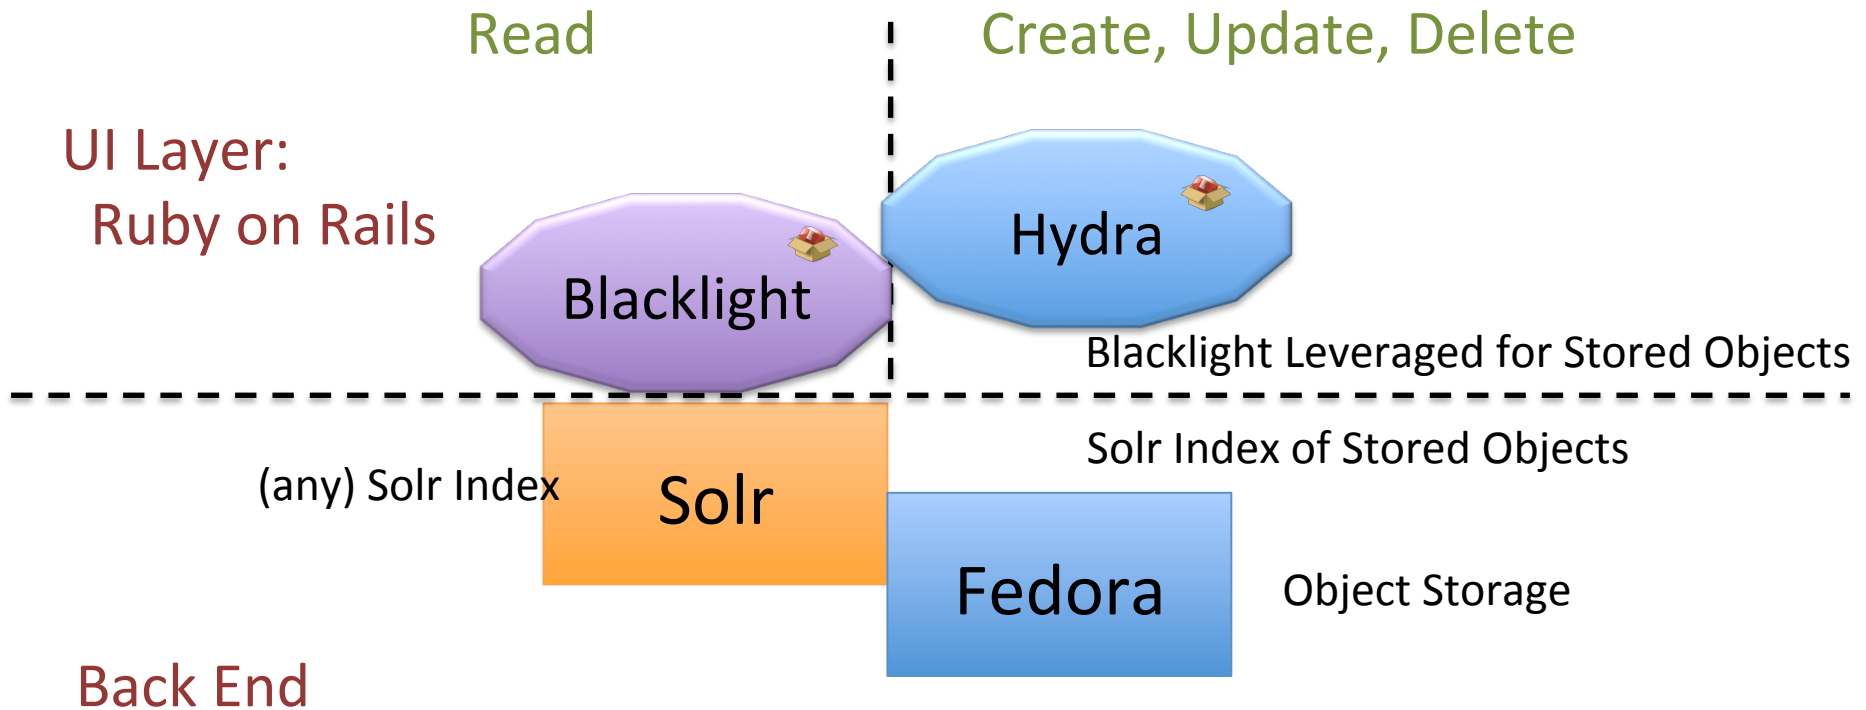 Read
Create, Update, Delete
UI Layer:
Ruby on Rails
Hydra
Blacklight
Blacklight Leveraged for Stored Objects
Solr Index of Stored Objects
(any) Solr Index
Solr
Fedora
Object Storage
Back End